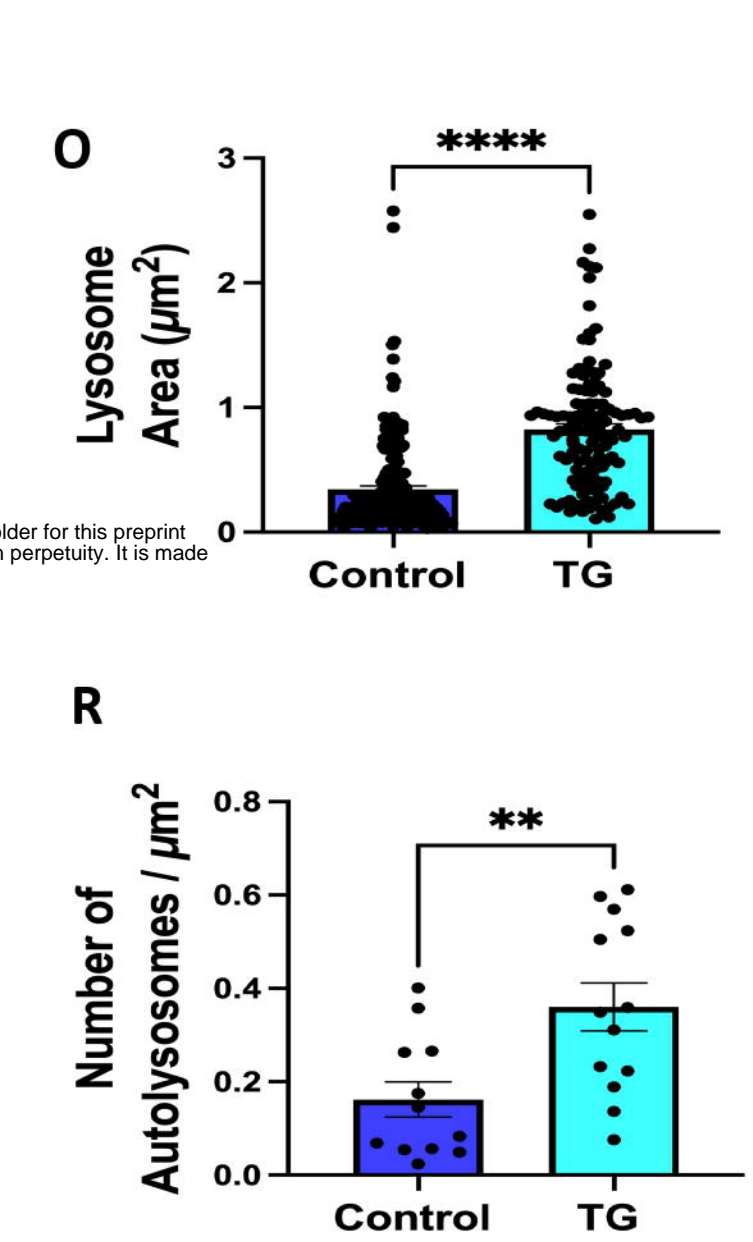 O
****
3
2
1
0
Lysosome
Area (μm²)
Control
TG
older for this preprint
n perpetuity. It is made
R
**
0.8
0.6
0.4
0.2
0.0
Number of
Autolysosomes / μm²
Control
TG